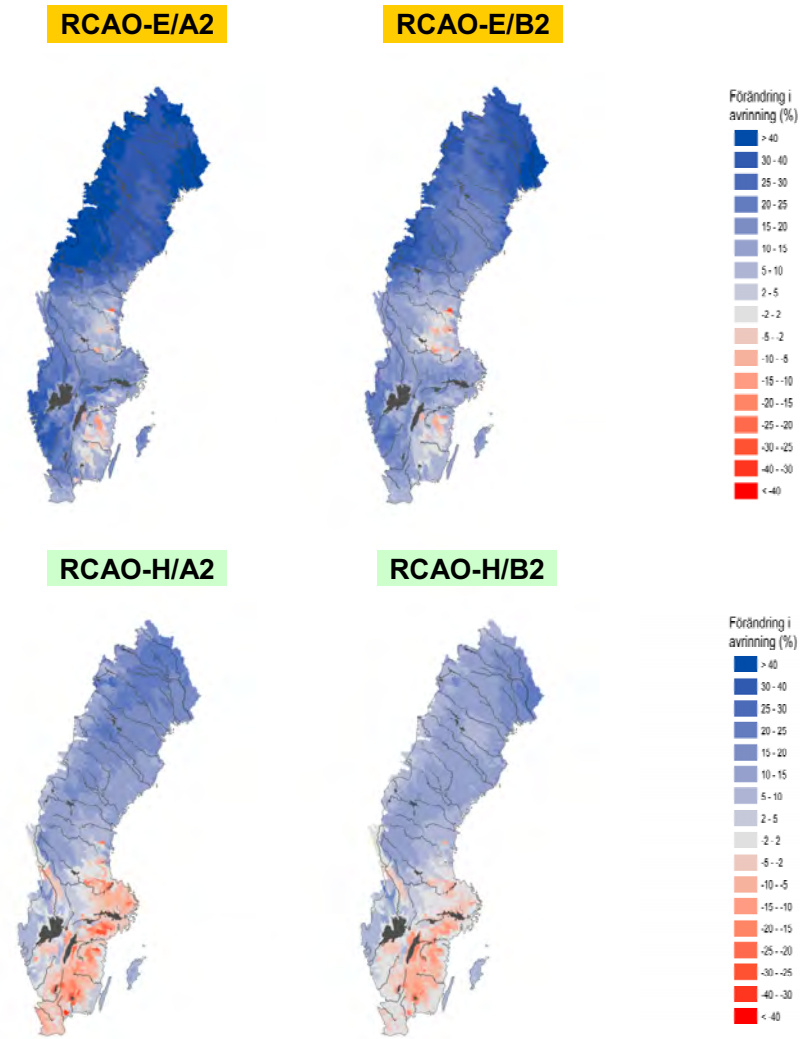 RCAO-E/A2
RCAO-E/B2
Förändring i
avrinning (%)
> 40
30 - 40
25 - 30
20 - 25
15 - 20
10 - 15
5 - 10
2 - 5
-2 - 2
-5 - -2
-10 - -5
-15 - -10
-20 - -15
-25 - -20
-30 - -25
-40 - -30
< -40
RCAO-H/A2
RCAO-H/B2
Förändring i
avrinning (%)
> 40
30 - 40
25 - 30
20 - 25
15 - 20
10 - 15
5 - 10
2 - 5
-2 - 2
-5 - -2
-10 - -5
-15 - -10
-20 - -15
-25 - -20
-30 - -25
-40 - -30
< -40